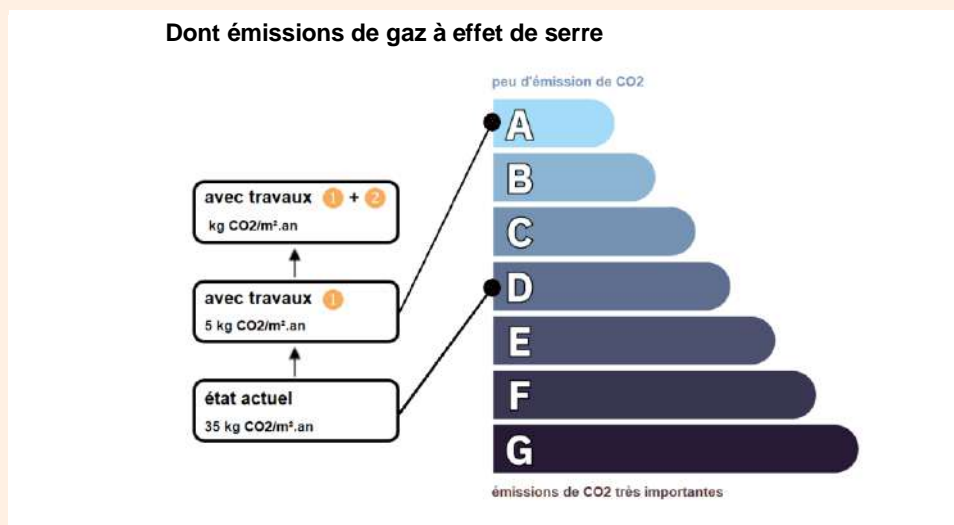 Dont émissions de gaz à effet de serre
peu d'émission de CO2
A
B
C
D
E
F
G
émissions de CO2 très importantes
avec travaux 1 + 2
kg CO2/m².an
avec travaux 1
5 kg CO2/m².an
état actuel
35 kg CO2/m².an